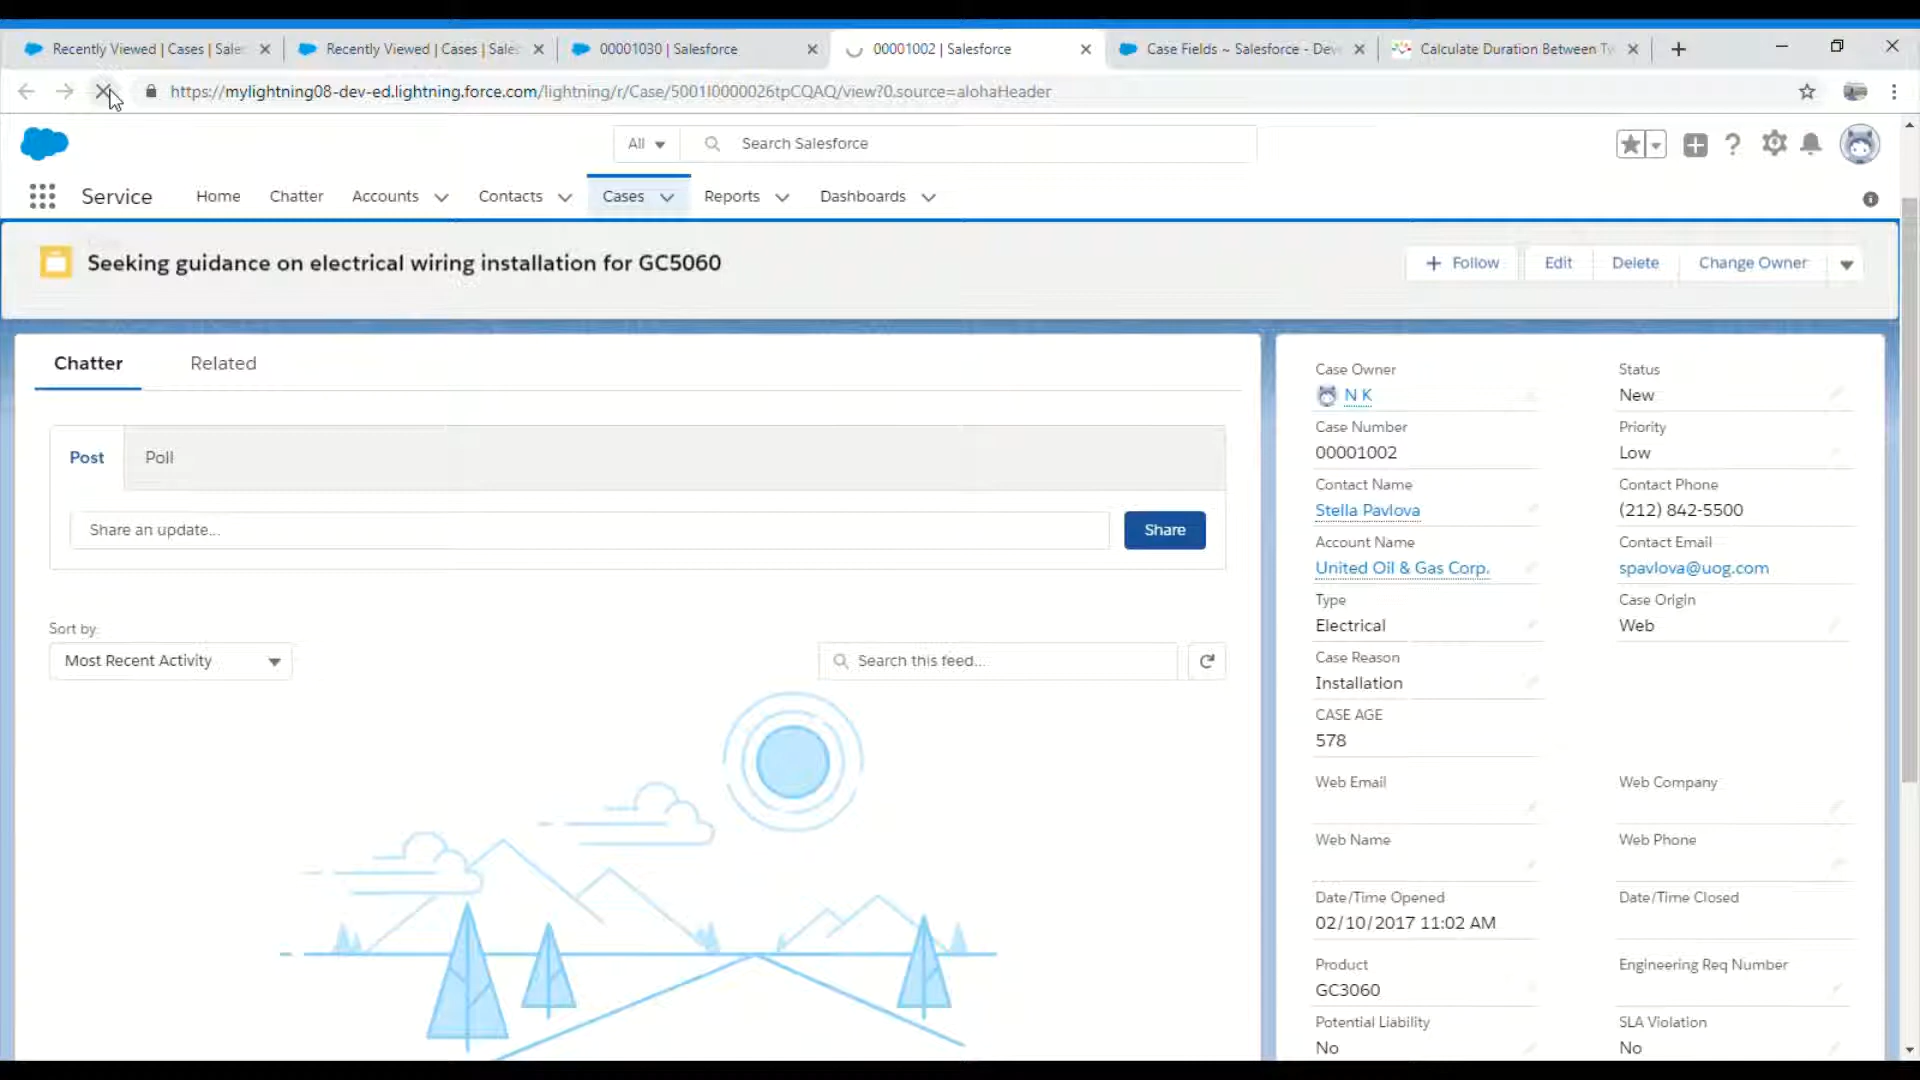 Recently Viewed | Cases | Sale
Recently Viewed | Cases | Sale
00001030 | Salesforce
00001002 | Salesforce
Case Fields ~ Salesforce - Dev
Calculate Duration Between Tw
https://mylightning08-dev-ed.lightning.force.com/lightning/r/Case/5001I0000026tpCQAQ/view?0.source=alohaHeader
All
Search Salesforce
Service
Home
Chatter
Accounts
Contacts
Cases
Reports
Dashboards
Seeking guidance on electrical wiring installation for GC5060
+ Follow
Edit
Delete
Change Owner
Chatter
Related
Post
Poll
Share an update...
Share
Sort by:
Most Recent Activity
Search this feed...
Case Owner
N K
Status
New
Case Number
00001002
Priority
Low
Contact Name
Stella Pavlova
Contact Phone
(212) 842-5500
Account Name
United Oil & Gas Corp.
Contact Email
spavlova@uog.com
Type
Electrical
Case Origin
Web
Case Reason
Installation
CASE AGE
578
Web Email
Web Company
Web Name
Web Phone
Date/Time Opened
02/10/2017 11:02 AM
Date/Time Closed
Product
GC3060
Engineering Req Number
Potential Liability
No
SLA Violation
No